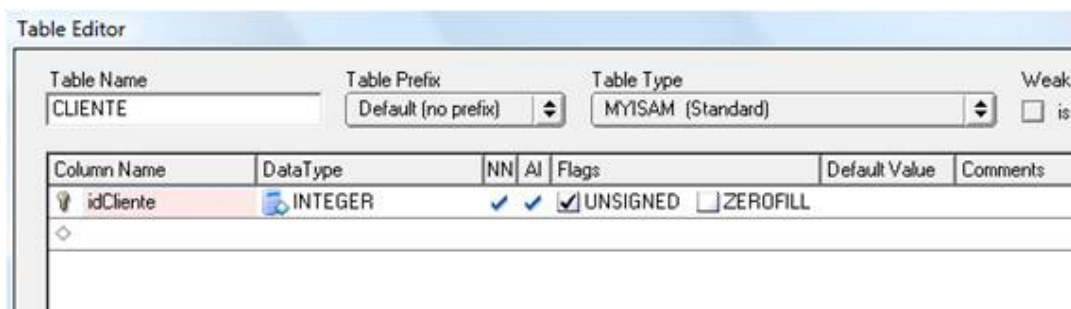 Table Editor
Table Name Table Prefix Table Type Weak
CLIENTE Default (no prefix) MYISAM (Standard) is
Column Name DataType NN AI Flags Default Value Comments
idCliente INTEGER UNSIGNED ZEROFILL